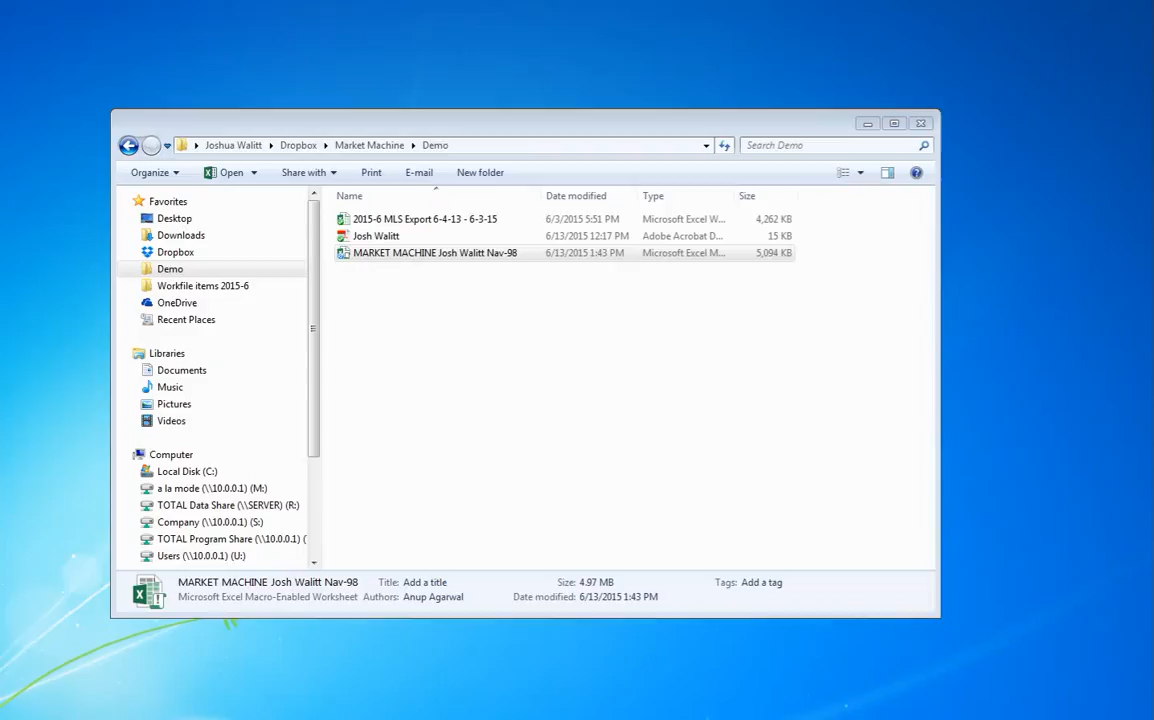 Joshua Walitt Dropbox Market Machine Demo
Search Demo
Organize Open Share with Print E-mail New folder
Name Date modified Type Size
Favorites
Desktop
Downloads
Dropbox
Demo
Workfile items 2015-6
OneDrive
Recent Places
Libraries
Documents
Music
Pictures
Videos
Computer
Local Disk (C:)
a la mode (\\10.0.0.1) (M:)
TOTAL Data Share (\\SERVER) (R:)
Company (\\10.0.0.1) (S:)
TOTAL Program Share (\\10.0.0.1) (
Users (\\10.0.0.1) (U:)
2015-6 MLS Export 6-4-13 - 6-3-15 6/3/2015 5:51 PM Microsoft Excel W... 4,262 KB
Josh Walitt 6/13/2015 12:17 PM Adobe Acrobat D... 15 KB
MARKET MACHINE Josh Walitt Nav-98 6/13/2015 1:43 PM Microsoft Excel M... 5,094 KB
MARKET MACHINE Josh Walitt Nav-98 Title: Add a title Size: 4.97 MB Tags: Add a tag
Microsoft Excel Macro-Enabled Worksheet Authors: Anup Agarwal Date modified: 6/13/2015 1:43 PM